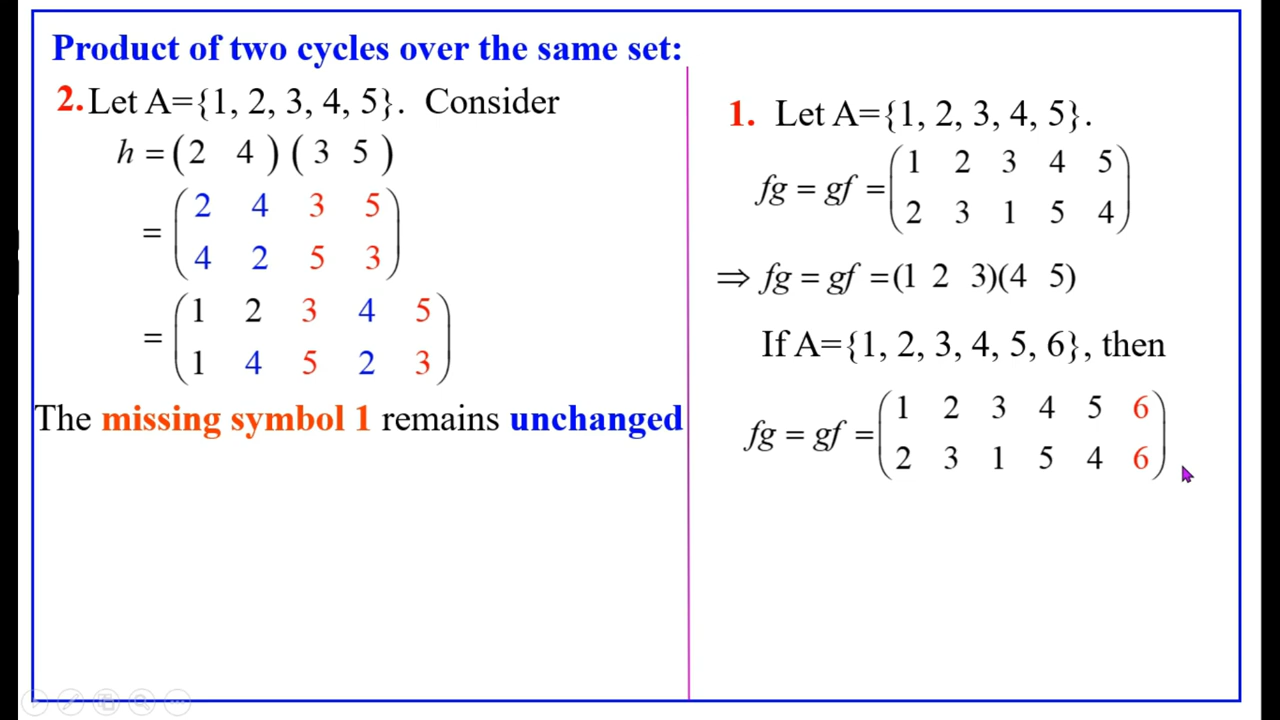 Product of two cycles over the same set:
2. Let A={1, 2, 3, 4, 5}. Consider
h = (2 4)(3 5)
= (2 4 3 5
4 2 5 3)
= (1 2 3 4 5
1 4 5 2 3)
The missing symbol 1 remains unchanged
1. Let A={1, 2, 3, 4, 5}.
fg = gf = (1 2 3 4 5
2 3 1 5 4)
⇒ fg = gf =(1 2 3)(4 5)
If A={1, 2, 3, 4, 5, 6}, then
fg = gf = (1 2 3 4 5 6
2 3 1 5 4 6)